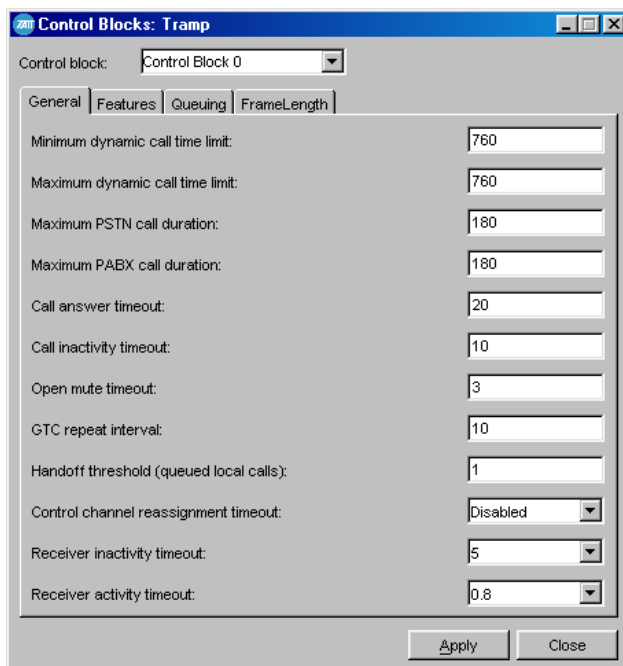 TAIT Control Blocks: Tramp
Control block: Control Block 0
General Features Queuing FrameLength
Minimum dynamic call time limit: 760
Maximum dynamic call time limit: 760
Maximum PSTN call duration: 180
Maximum PABX call duration: 180
Call answer timeout: 20
Call inactivity timeout: 10
Open mute timeout: 3
GTC repeat interval: 10
Handoff threshold (queued local calls): 1
Control channel reassignment timeout: Disabled
Receiver inactivity timeout: 5
Receiver activity timeout: 0.8
Apply Close